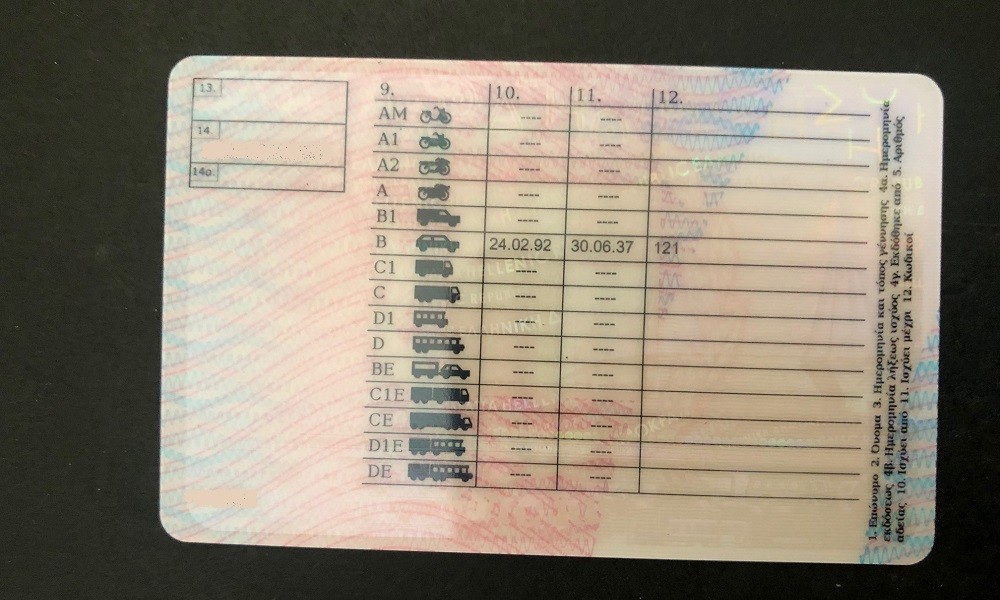 13.
14.
14α.
9. 10. 11. 12.
AM ---- ----
A1 ---- ----
A2 ---- ----
A ---- ----
B1 ---- ----
B 24.02.92 30.06.37 121
C1 ---- ----
C ---- ----
D1 ---- ----
D ---- ----
BE ---- ----
C1E ---- ----
CE ---- ----
D1E ---- ----
DE ---- ----
1. Επώνυμο 2. Όνομα 3. Ημερομηνία και τόπος γέννησης 4α. Ημερομηνία
εκδόσεως 4β. Ημερομηνία λήξεως ισχύος 4γ. Εκδόθηκε από 5. Αριθμός
αδείας 10. Ισχύει από 11. Ισχύει μέχρι 12. Κωδικοί